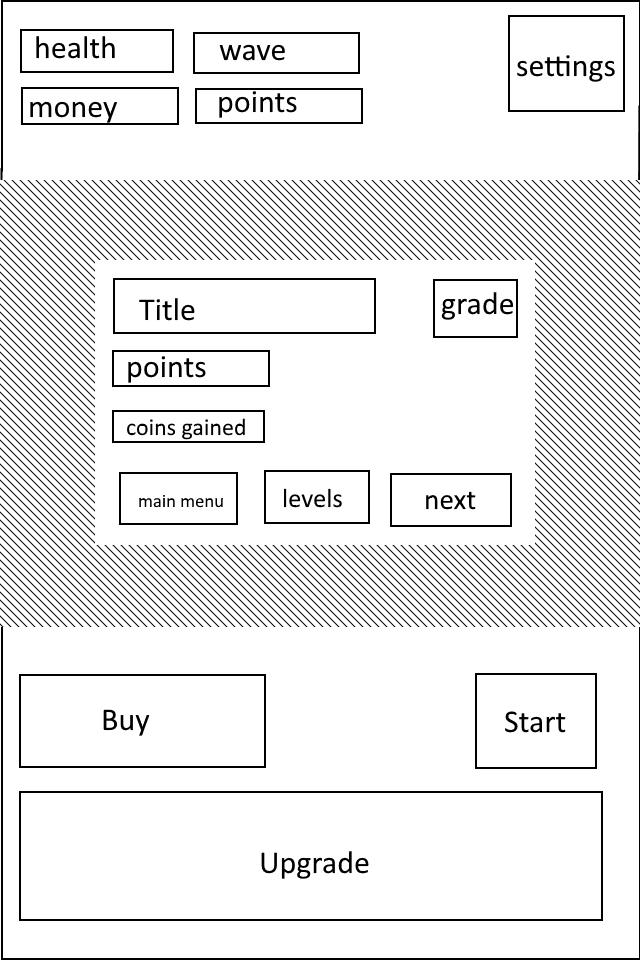 health
wave
settings
money
points
Title
grade
points
coins gained
main menu
levels
next
Buy
Start
Upgrade